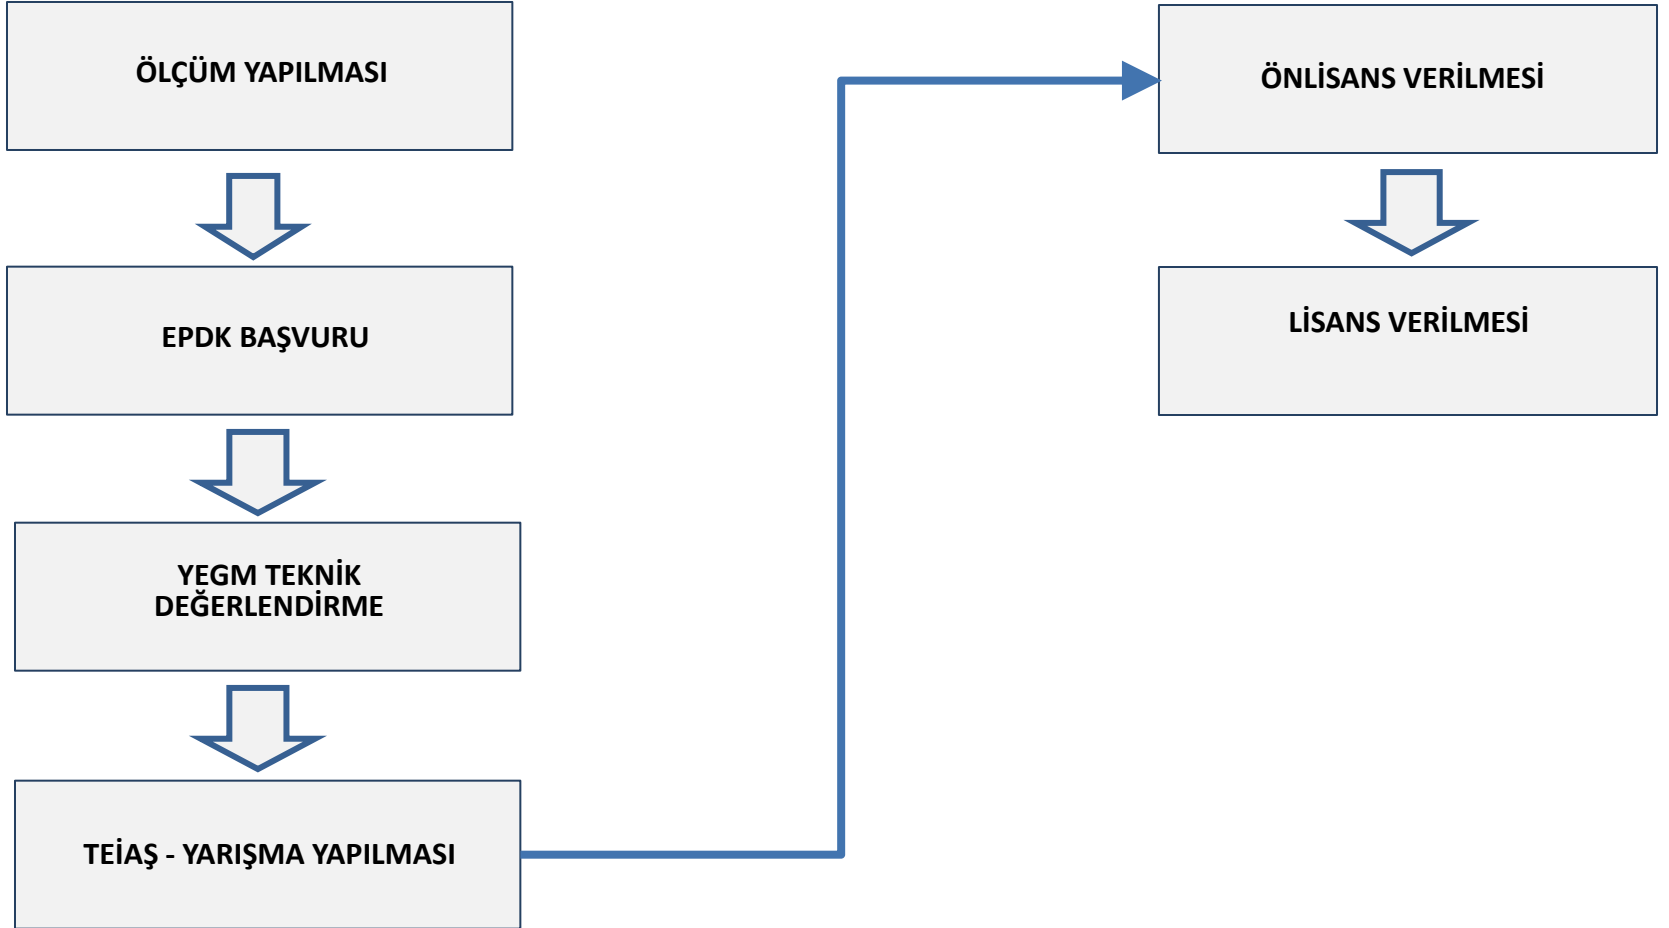 ÖLÇÜM YAPILMASI
EPDK BAŞVURU
YEGM TEKNİK
DEĞERLENDİRME
TEİAŞ - YARIŞMA YAPILMASI
ÖNLİSANS VERİLMESİ
LİSANS VERİLMESİ